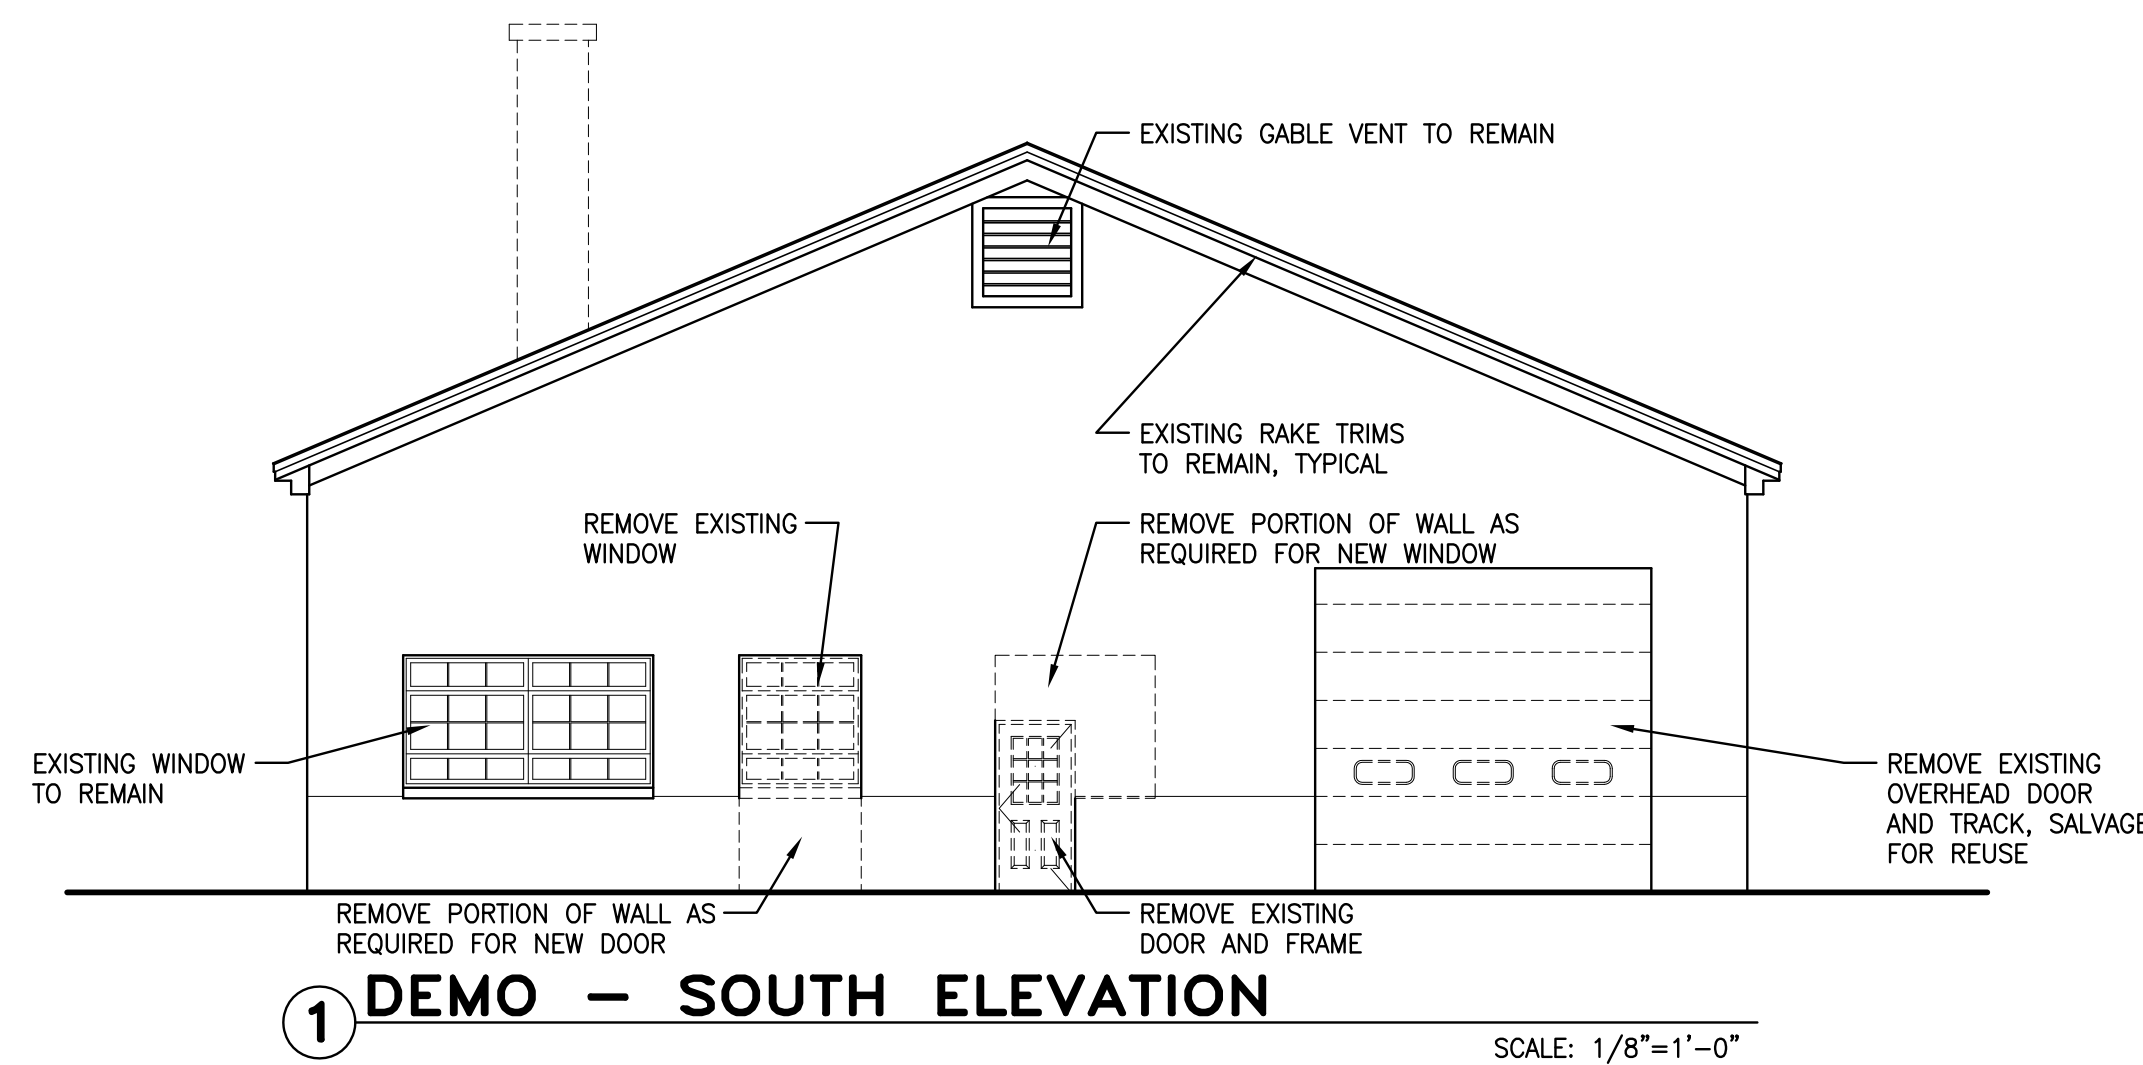 EXISTING GABLE VENT TO REMAIN
EXISTING RAKE TRIMS
TO REMAIN, TYPICAL
REMOVE EXISTING
WINDOW
REMOVE PORTION OF WALL AS
REQUIRED FOR NEW WINDOW
EXISTING WINDOW
TO REMAIN
REMOVE EXISTING
OVERHEAD DOOR
AND TRACK, SALVAGE
FOR REUSE
REMOVE PORTION OF WALL AS
REQUIRED FOR NEW DOOR
REMOVE EXISTING
DOOR AND FRAME
1 DEMO - SOUTH ELEVATION
SCALE: 1/8"=1'-0"